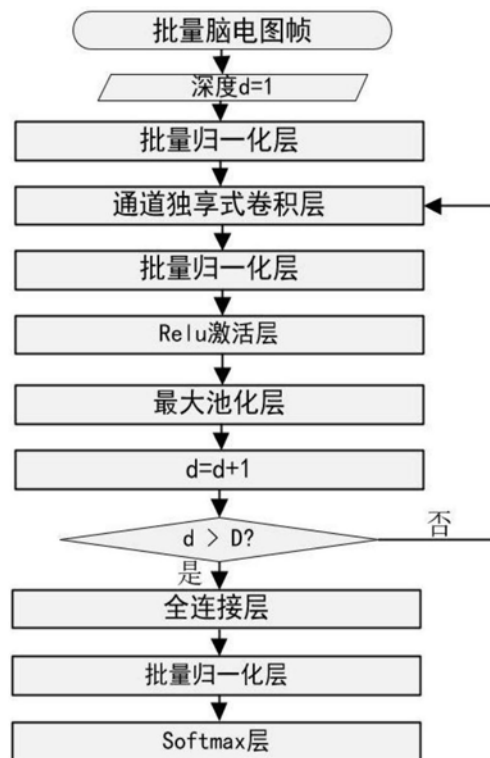 批量脑电图帧
深度d=1
批量归一化层
通道独享式卷积层
批量归一化层
Relu激活层
最大池化层
d=d+1
d > D?
否
是
全连接层
批量归一化层
Softmax层